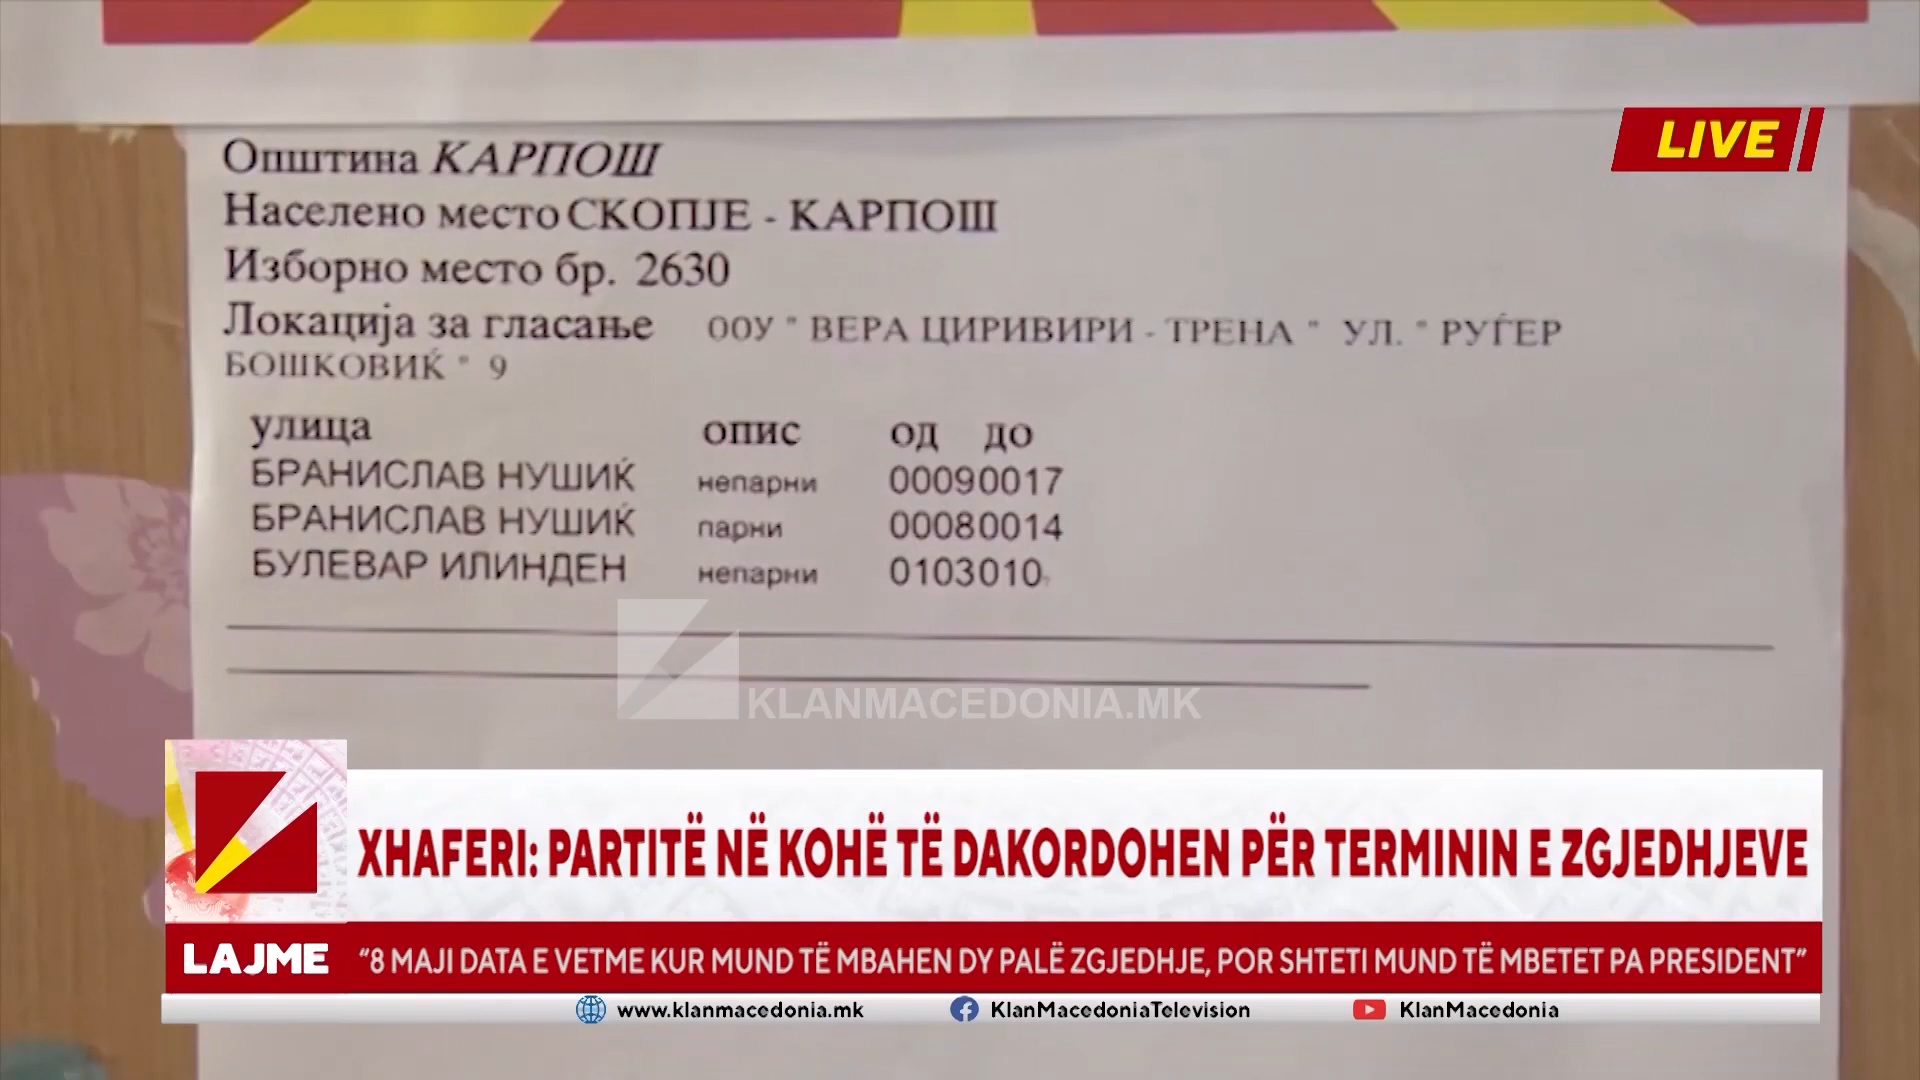 LIVE
Општина КАРПОШ
Населено место СКОПЈЕ - КАРПОШ
Изборно место бр. 2630
Локација за гласање ООУ " ВЕРА ЦИРИВИРИ - ТРЕНА " УЛ. " РУЃЕР
БОШКОВИЌ " 9
улица опис од до
БРАНИСЛАВ НУШИЌ непарни 00090017
БРАНИСЛАВ НУШИЌ парни 00080014
БУЛЕВАР ИЛИНДЕН непарни
KLANMACEDONIA.MK
XHAFERI: PARTITË NË KOHË TË DAKORDOHEN PËR TERMININ E ZGJEDHJEVE
LAJME "8 MAJI DATA E VETME KUR MUND TË MBAHEN DY PALË ZGJEDHJE, POR SHTETI MUND TË MBETET PA PRESIDENT"
www.klanmacedonia.mk KlanMacedoniaTelevision KlanMacedonia